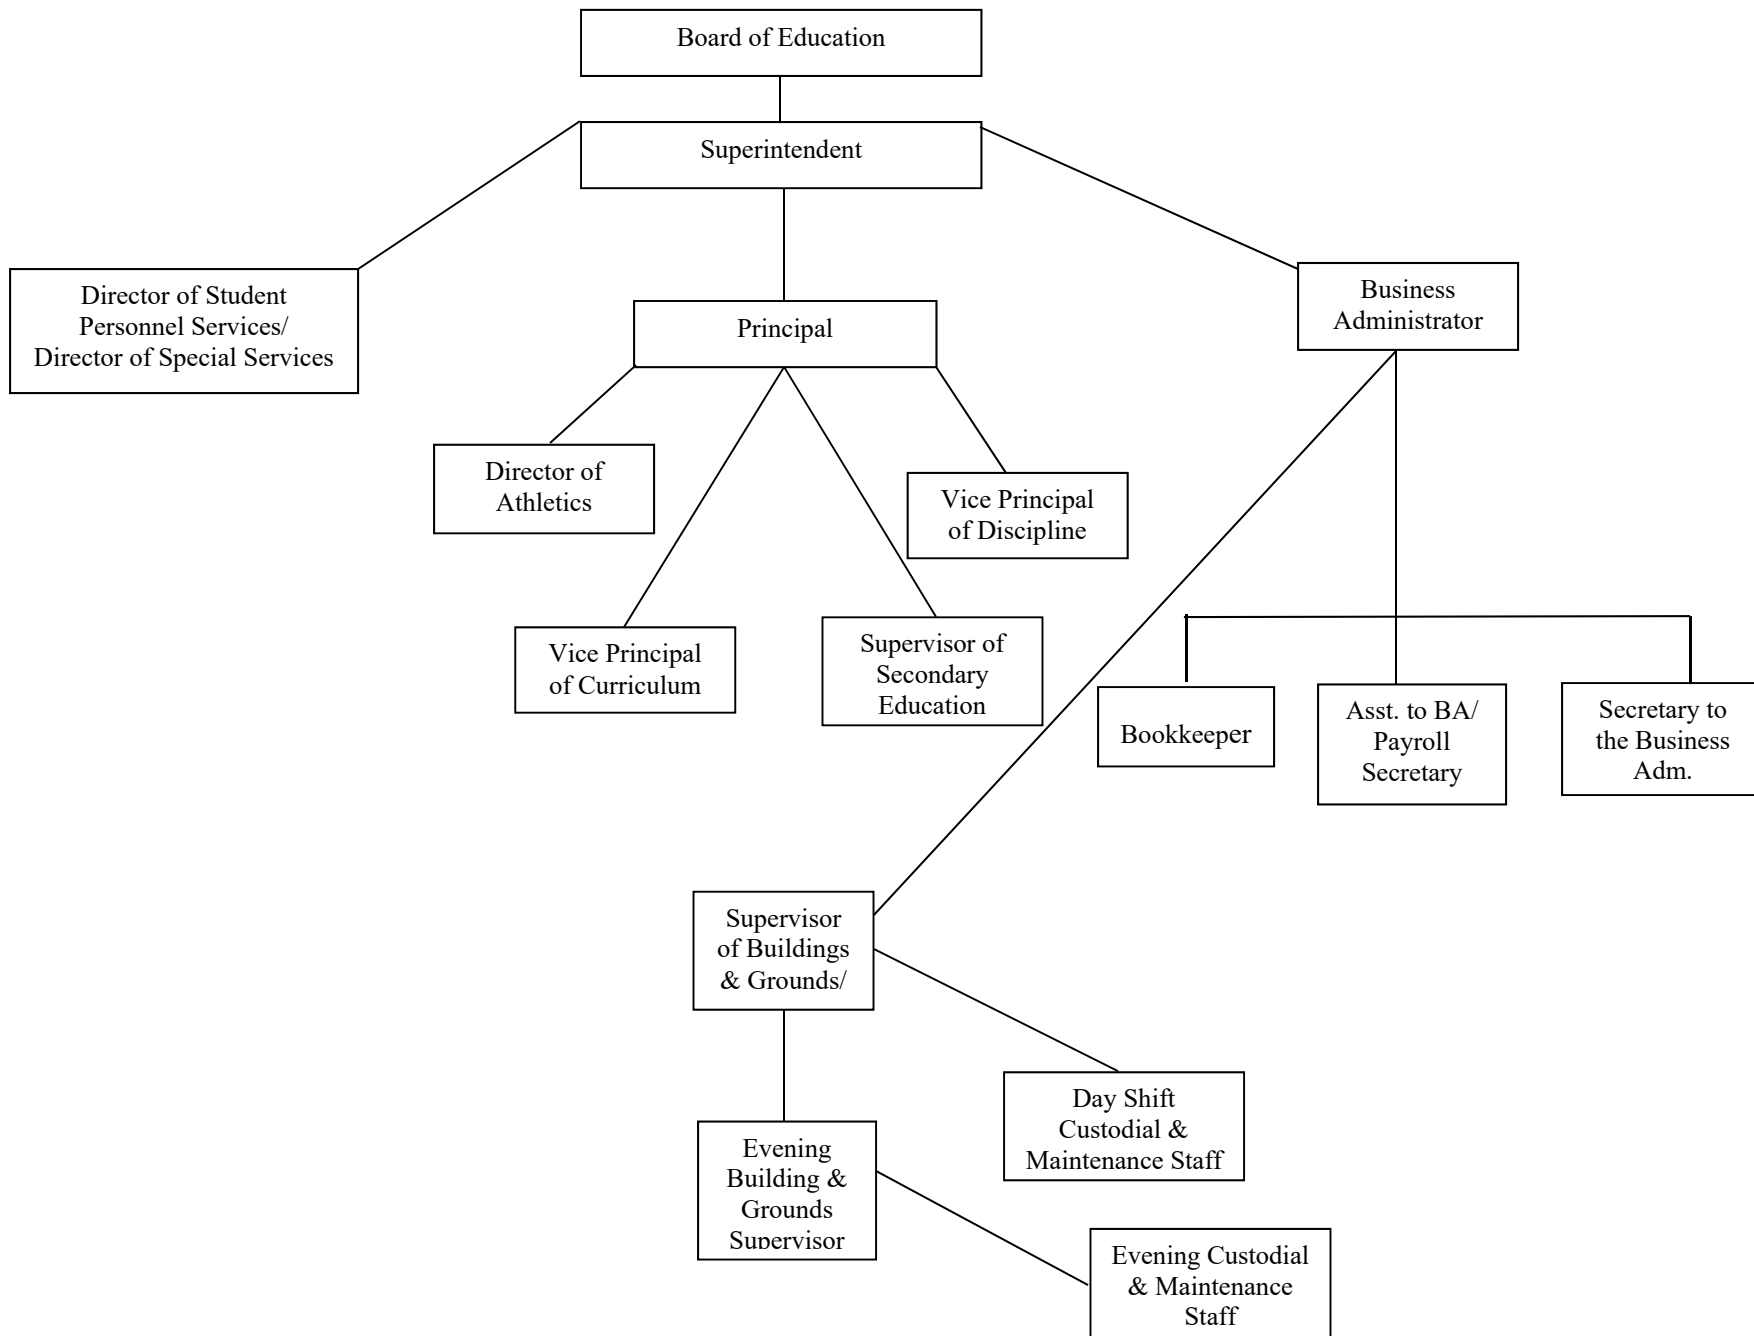 Board of Education
Superintendent
Director of Student
Personnel Services/
Director of Special Services
Principal
Business
Administrator
Director of
Athletics
Vice Principal
of Discipline
Vice Principal
of Curriculum
Supervisor of
Secondary
Education
Bookkeeper
Asst. to BA/
Payroll
Secretary
Secretary to
the Business
Adm.
Supervisor
of Buildings
& Grounds/
Day Shift
Custodial &
Maintenance Staff
Evening
Building &
Grounds
Supervisor
Evening Custodial
& Maintenance
Staff